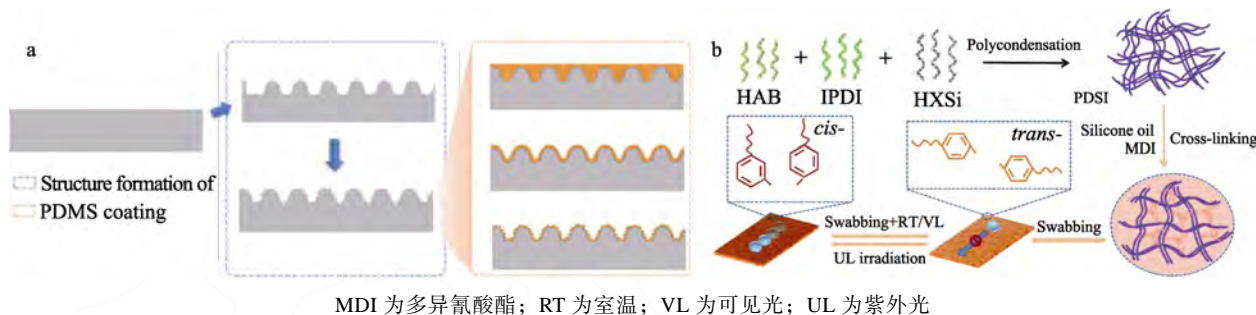 a
Structure formation of
PDMS coating
b
HAB + IPDI + HXSi
Polycondensation
PDSI
cis-
trans-
Silicone oil
MDI
Cross-linking
Swabbing+RT/VL
UL irradiation
Swabbing
MDI 为多异氰酸酯；RT 为室温；VL 为可见光；UL 为紫外光